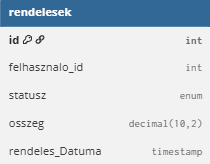 rendelesek
id int
felhasznalo_id int
statusz enum
osszeg decimal(10,2)
rendeles_Datuma timestamp